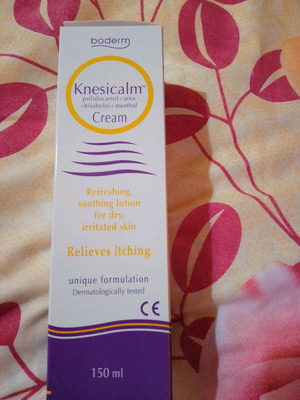 boderm
Knesicalm™
polidocanol • urea
• bisabolol • menthol
Cream
Refreshing,
soothing lotion
for dry,
irritated skin
Relieves Itching
unique formulation
Dermatologically tested
CE
150 ml